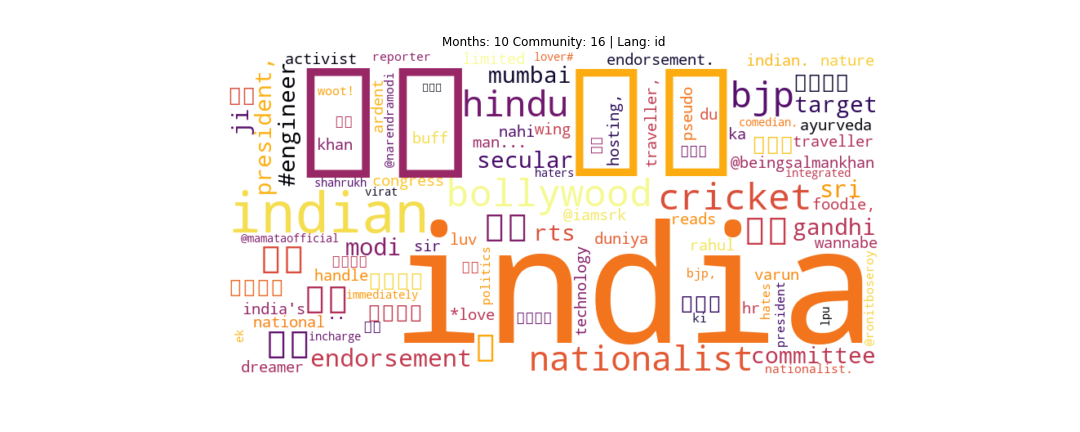 Months: 10 Community: 16 | Lang: id
activist
reporter
limited
lover#
endorsement.
indian.
nature
president,
#engineer
woot!
ardent,
@narendramodi
mumbai
hindu
bjp
target
ji
khan
buff
nahi
wing
man...
hosting,
traveller,
pseudo
du
ka
comedian.
ayurveda
traveller
secular
haters
@beingsalmankhan
integrated
shahrukh
congress
virat
bollywood
cricket
sri
foodie,
indian
@iamsrk
reads
gandhi
wannabe
@mamataofficial
modi
sir
luv
rts
duniya
rahul
india
handle
politics
technology
bjp,
varun
hates
president
lpu
@ronitboseroy
immediately
india's
..
*love
ki
hr
national
ek
incharge
dreamer
endorsement
nationalist
committee
nationalist.